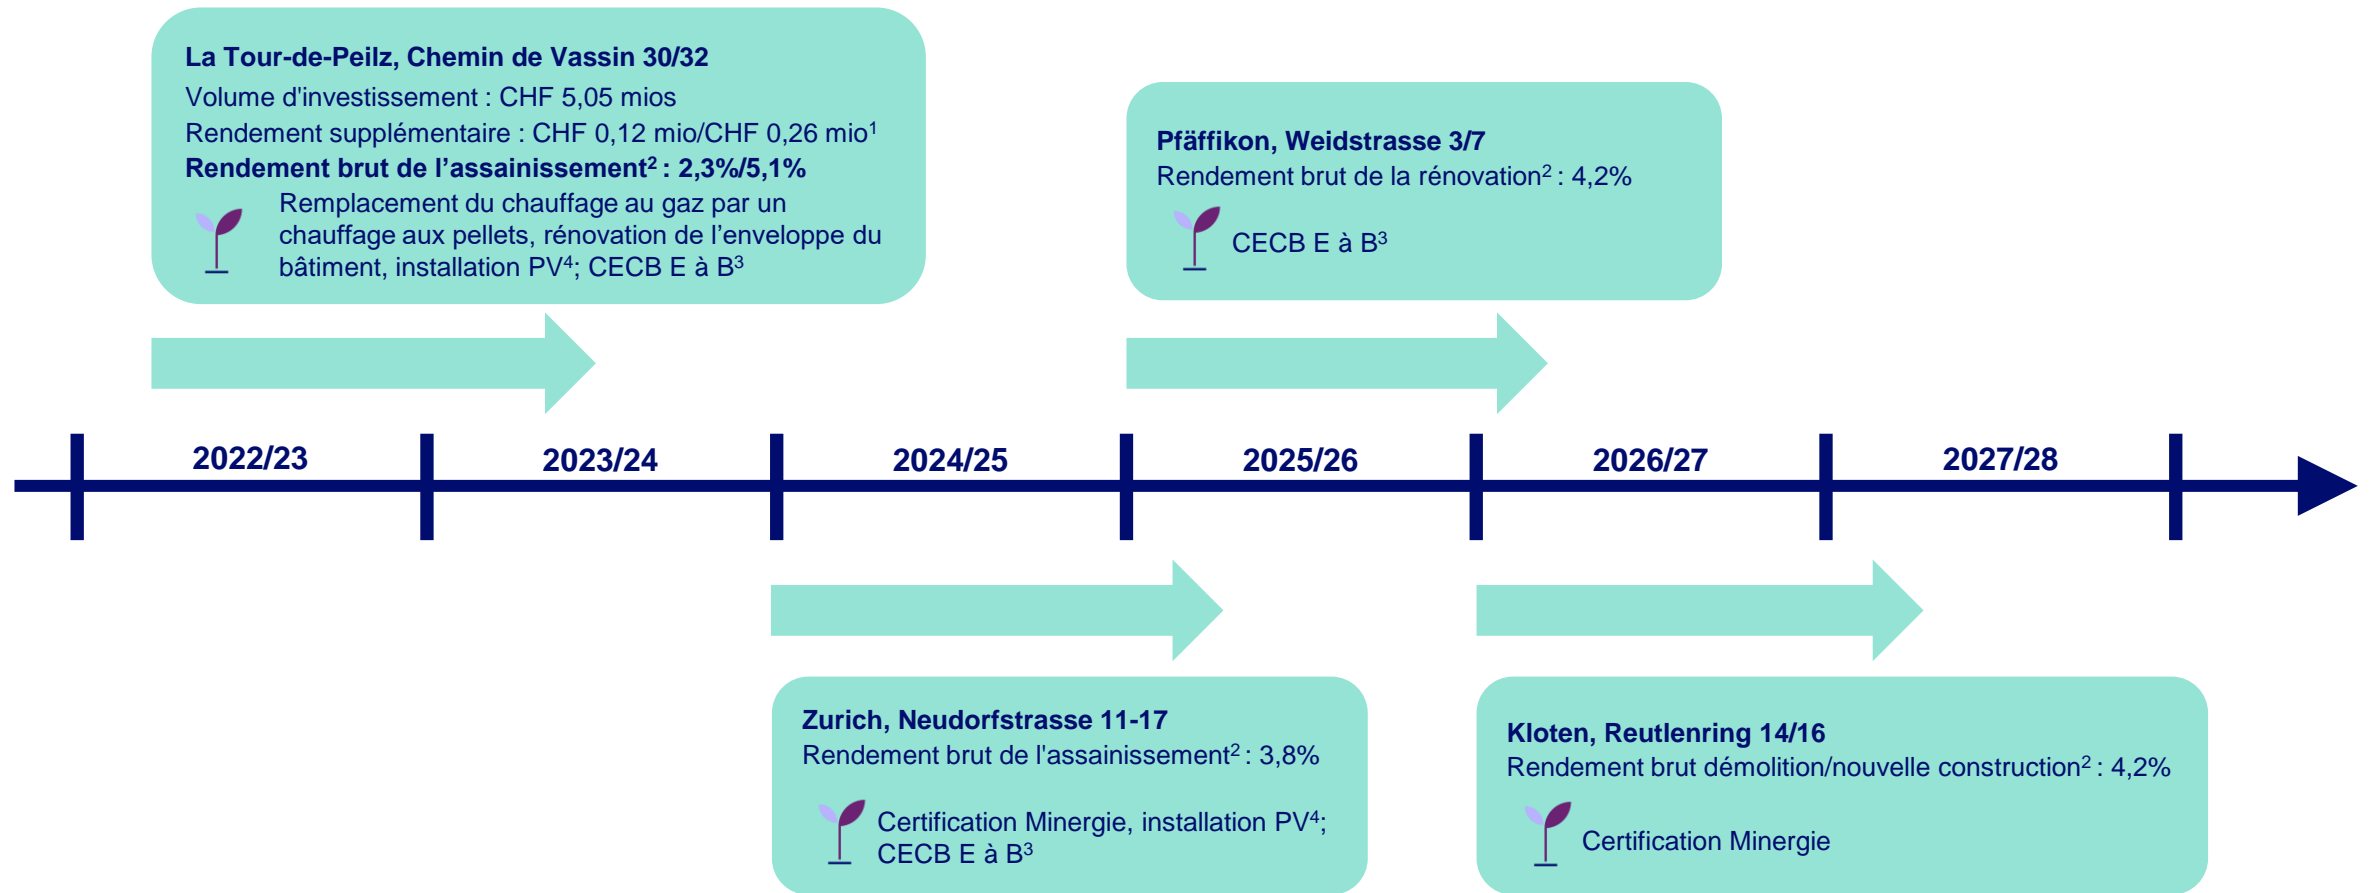 La Tour-de-Peilz, Chemin de Vassin 30/32
Volume d'investissement : CHF 5,05 mios
Rendement supplémentaire : CHF 0,12 mio/CHF 0,26 mio¹
Rendement brut de l’assainissement² : 2,3%/5,1%
Remplacement du chauffage au gaz par un
chauffage aux pellets, rénovation de l’enveloppe du
bâtiment, installation PV⁴; CECB E à B³
Pfäffikon, Weidstrasse 3/7
Rendement brut de la rénovation² : 4,2%
CECB E à B³
2022/23
2023/24
2024/25
2025/26
2026/27
2027/28
Zurich, Neudorfstrasse 11-17
Rendement brut de l'assainissement² : 3,8%
Certification Minergie, installation PV⁴;
CECB E à B³
Kloten, Reutlenring 14/16
Rendement brut démolition/nouvelle construction² : 4,2%
Certification Minergie